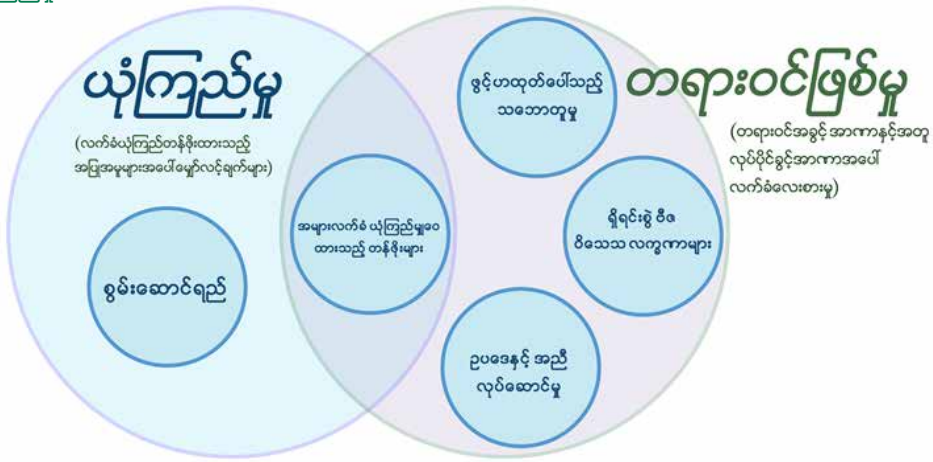 ယုံကြည်မှု
(လက်ခံယုံကြည်တန်ဖိုးထားသည့်
အပြုအမူများအပေါ်မျှော်လင့်ချက်များ)
စွမ်းဆောင်ရည်
အများလက်ခံ ယုံကြည်မျှဝေ
ထားသည့် တန်ဖိုးများ
ဖွင့်ဟထုတ်ပေါ်သည့်
သဘောတူမှု
တရားဝင်ဖြစ်မှု
(တရားဝင်အခွင့် အာဏာနှင့်အတူ
လုပ်ပိုင်ခွင့်အာဏာအပေါ်
လက်ခံလေးစားမှု)
ရှိရင်းစွဲ ဗီဇ
ဝိသေသ လက္ခဏာများ
ဥပဒေနှင့် အညီ
လုပ်ဆောင်မှု